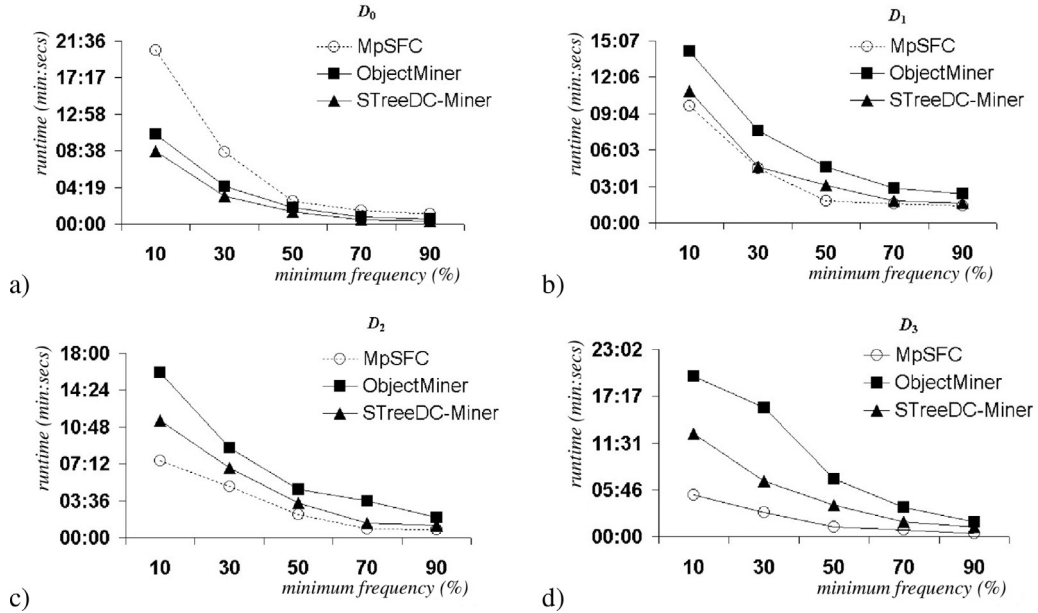 D0
21:36
17:17
12:58
08:38
04:19
00:00
runtime (min:secs)
MpSFC
ObjectMiner
STreeDC-Miner
10 30 50 70 90
minimum frequency (%)
a)
D1
15:07
12:06
09:04
06:03
03:01
00:00
runtime (min:secs)
MpSFC
ObjectMiner
STreeDC-Miner
10 30 50 70 90
minimum frequency (%)
b)
D2
18:00
14:24
10:48
07:12
03:36
00:00
runtime (min:secs)
MpSFC
ObjectMiner
STreeDC-Miner
10 30 50 70 90
minimum frequency (%)
c)
D3
23:02
17:17
11:31
05:46
00:00
runtime (min:secs)
MpSFC
ObjectMiner
STreeDC-Miner
10 30 50 70 90
minimum frequency (%)
d)